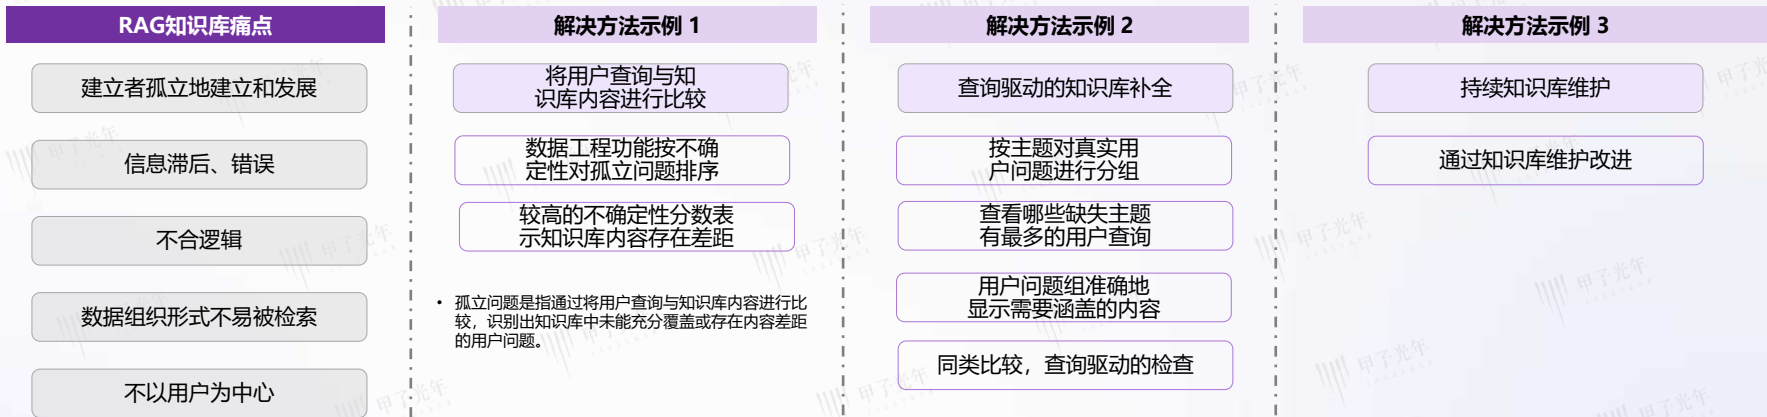 RAG知识库痛点
建立者孤立地建立和发展
信息滞后、错误
不合逻辑
数据组织形式不易被检索
不以用户为中心
解决方法示例 1
将用户查询与知
识库内容进行比较
数据工程功能按不确
定性对孤立问题排序
较高的不确定性分数表
示知识库内容存在差距
• 孤立问题是指通过将用户查询与知识库内容进行比
较，识别出知识库中未能充分覆盖或存在内容差距
的用户问题。
解决方法示例 2
查询驱动的知识库补全
按主题对真实用
户问题进行分组
查看哪些缺失主题
有最多的用户查询
用户问题组准确地
显示需要涵盖的内容
同类比较，查询驱动的检查
解决方法示例 3
持续知识库维护
通过知识库维护改进
甲子光年